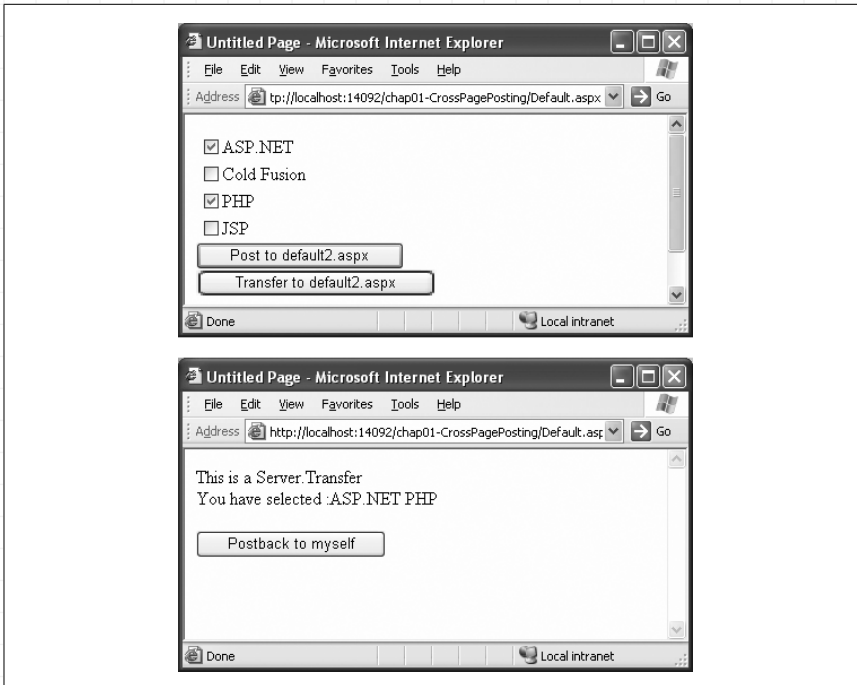 Untitled Page - Microsoft Internet Explorer
File Edit View Favorites Tools Help
Address tp://localhost:14092/chap01-CrossPagePosting/Default.aspx Go
ASP.NET
Cold Fusion
PHP
JSP
Post to default2.aspx
Transfer to default2.aspx
Done Local intranet
Untitled Page - Microsoft Internet Explorer
File Edit View Favorites Tools Help
Address http://localhost:14092/chap01-CrossPagePosting/Default.asp Go
This is a Server.Transfer
You have selected :ASP.NET PHP
Postback to myself
Done Local intranet